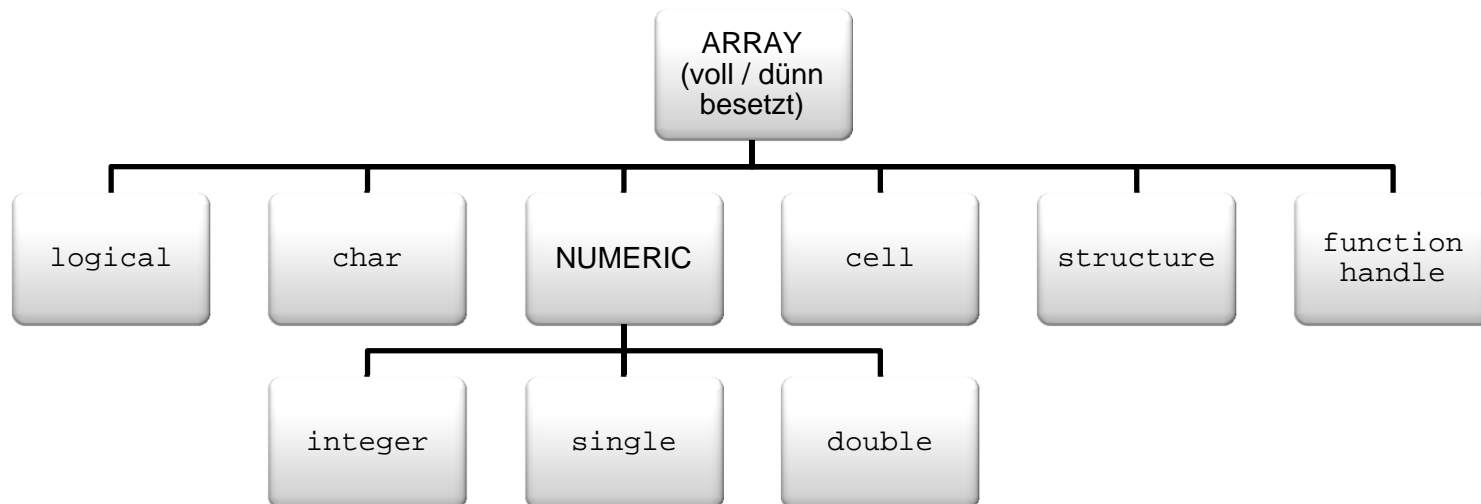 ARRAY
(voll / dünn
besetzt)
logical
char
NUMERIC
cell
structure
function
handle
integer
single
double